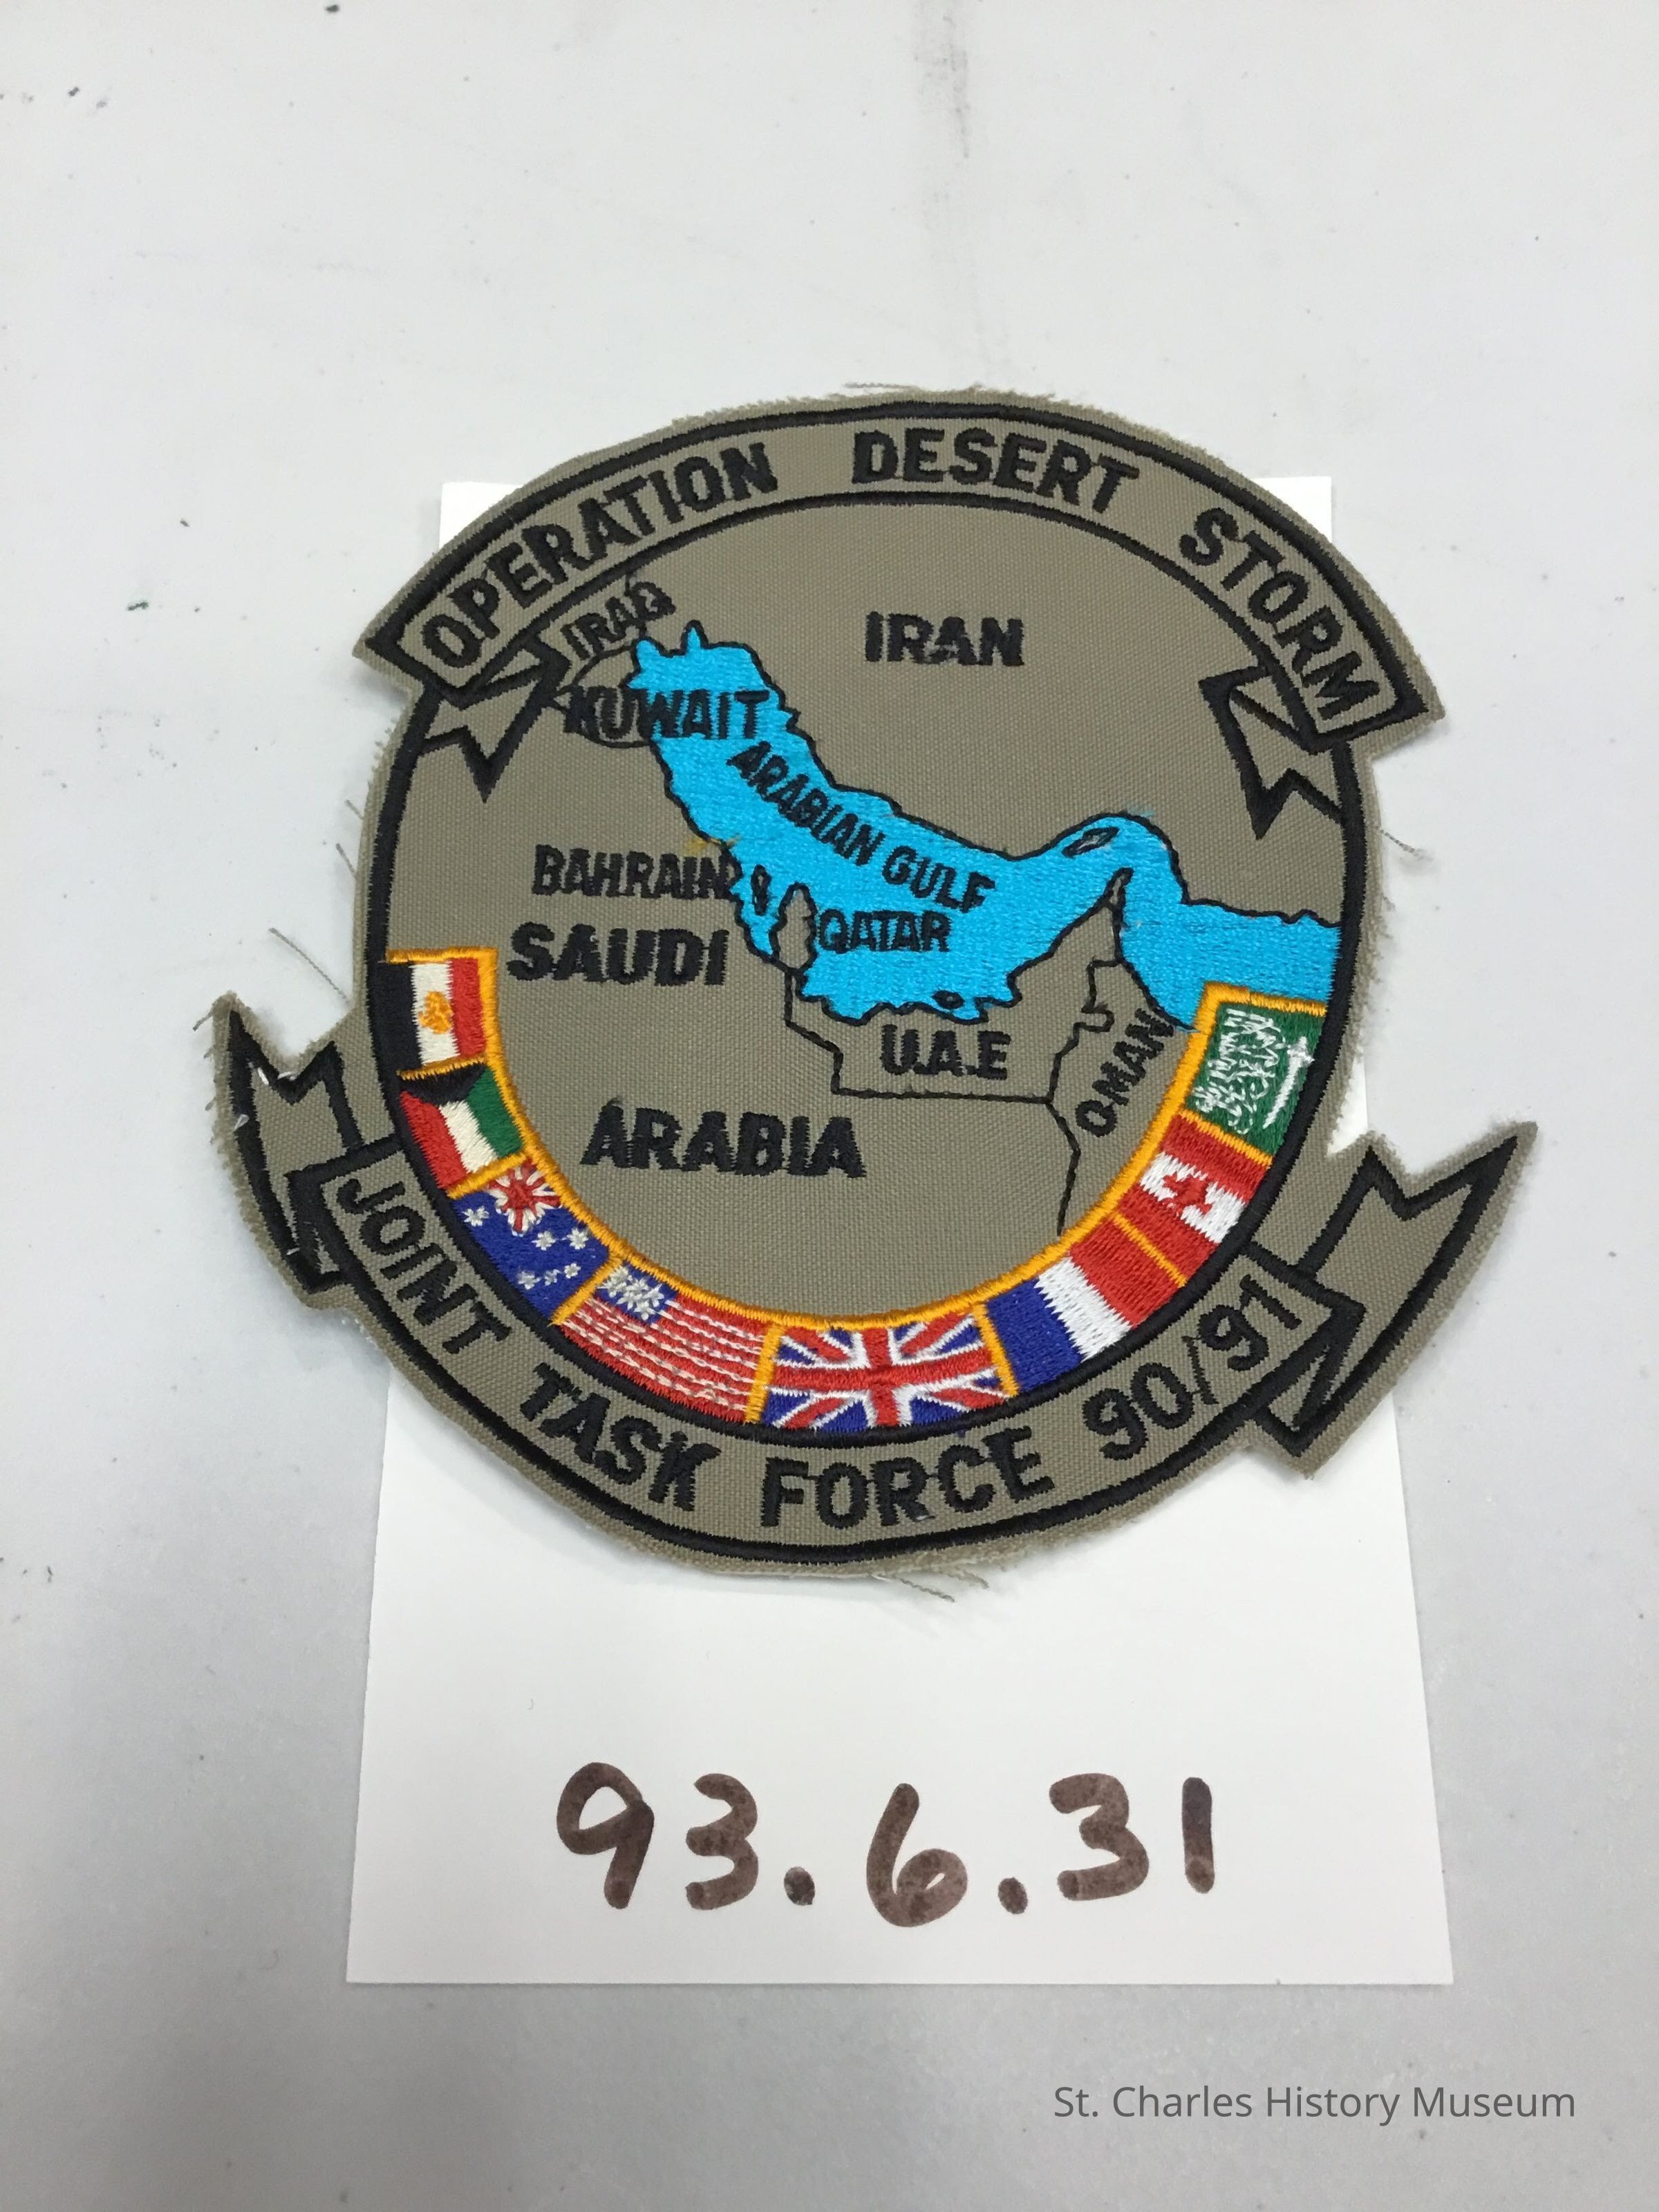 OPERATION DESERT STORM
IRAQ
IRAN
KUWAIT
ARABIAN GULF
BAHRAIN & QATAR
SAUDI
ARABIA
U.A.E
OMAN
JOINT TASK FORCE 90/91
93.6.31
St. Charles History Museum